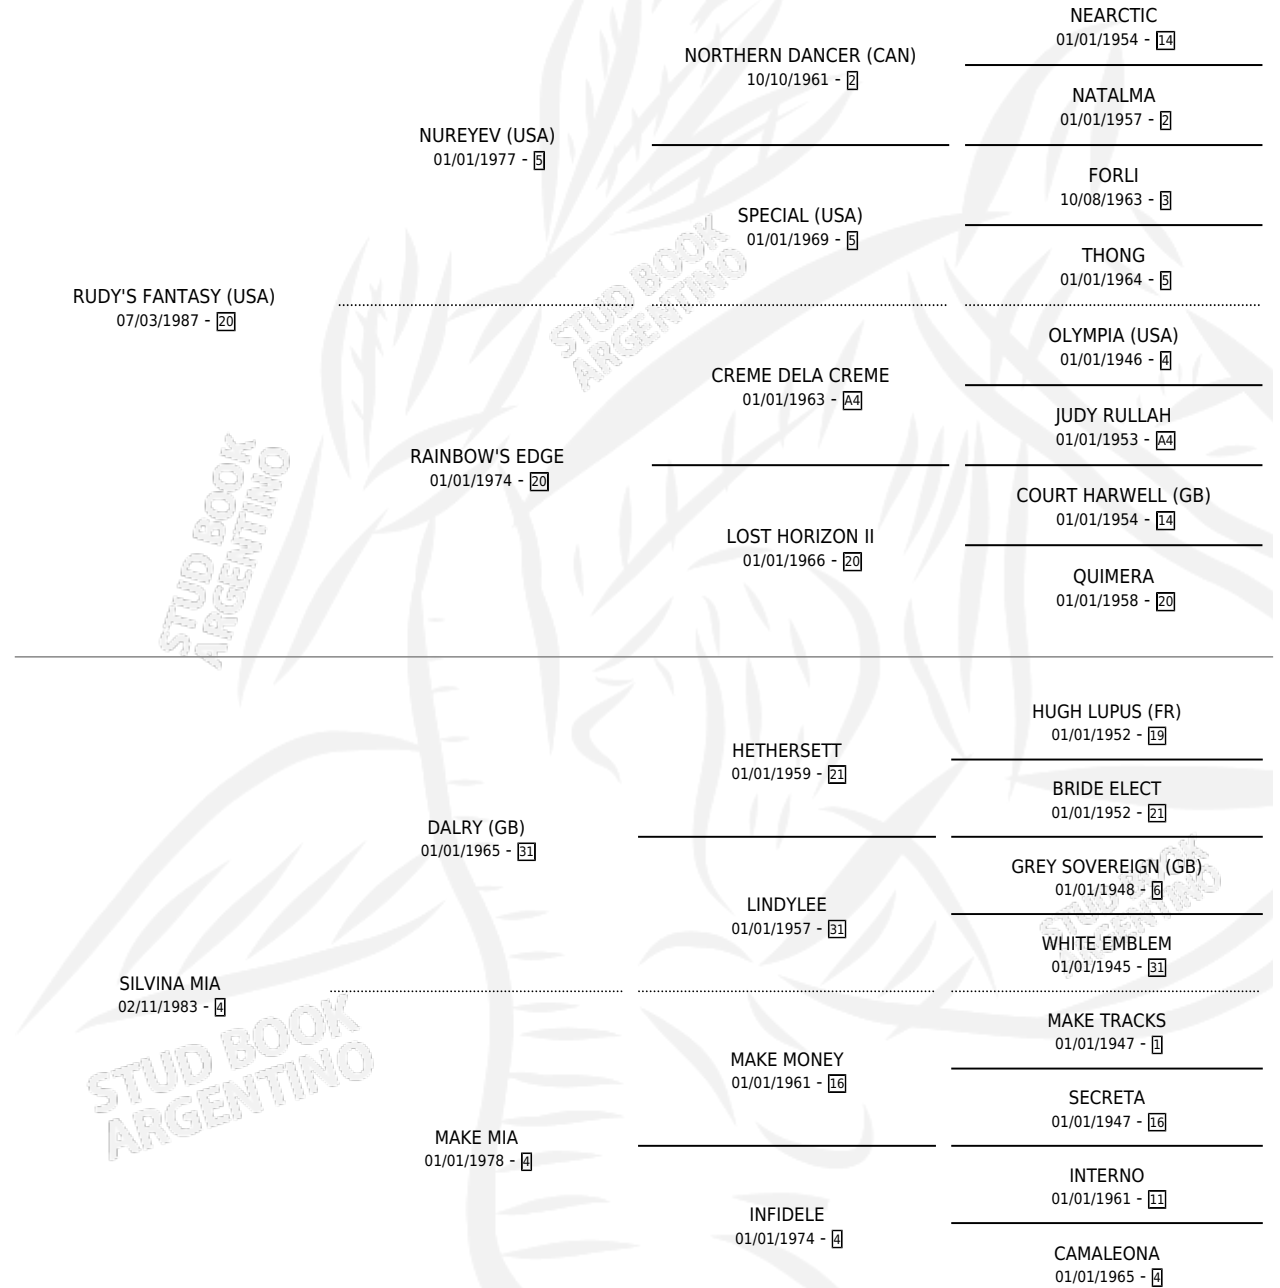 NEARCTIC
01/01/1954 - 14
NORTHERN DANCER (CAN)
10/10/1961 - 2
NATALMA
01/01/1957 - 2
NUREYEV (USA)
01/01/1977 - 5
FORLI
10/08/1963 - 3
SPECIAL (USA)
01/01/1969 - 5
THONG
01/01/1964 - 5
RUDY'S FANTASY (USA)
07/03/1987 - 20
OLYMPIA (USA)
01/01/1946 - 4
CREME DELA CREME
01/01/1963 - A4
JUDY RULLAH
01/01/1953 - A4
RAINBOW'S EDGE
01/01/1974 - 20
COURT HARWELL (GB)
01/01/1954 - 14
LOST HORIZON II
01/01/1966 - 20
QUIMERA
01/01/1958 - 20
HUGH LUPUS (FR)
01/01/1952 - 19
HETHERSETT
01/01/1959 - 21
BRIDE ELECT
01/01/1952 - 21
DALRY (GB)
01/01/1965 - 31
GREY SOVEREIGN (GB)
01/01/1948 - 6
LINDYLEE
01/01/1957 - 31
WHITE EMBLEM
01/01/1945 - 31
SILVINA MIA
02/11/1983 - 4
MAKE TRACKS
01/01/1947 - 1
MAKE MONEY
01/01/1961 - 16
SECRETA
01/01/1947 - 16
MAKE MIA
01/01/1978 - 4
INTERNO
01/01/1961 - 11
INFIDELE
01/01/1974 - 4
CAMALEONA
01/01/1965 - 4
STUD BOOK
ARGENTINO
STUD BOOK
ARGENTINO
STUD BOOK
ARGENTINO
STUD BOOK
ARGENTINO